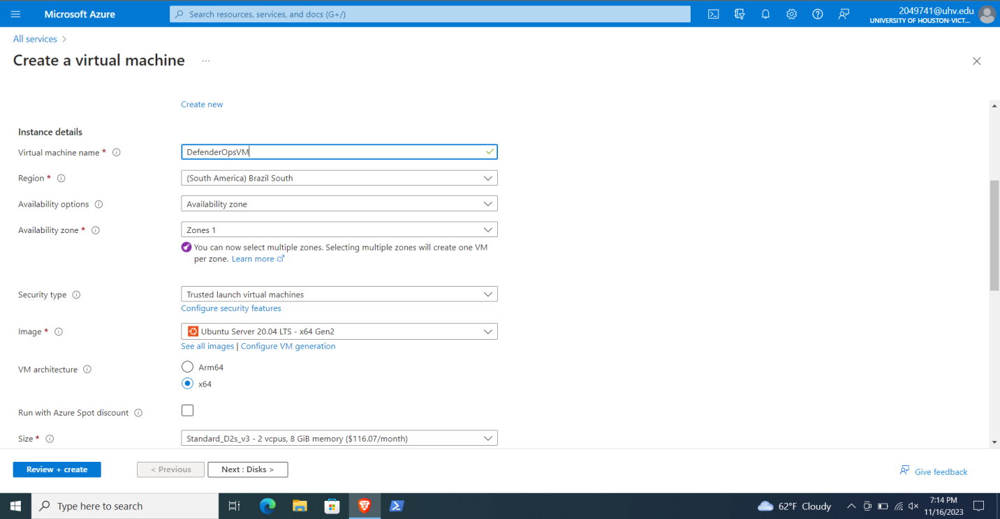 Microsoft Azure
Search resources, services, and docs (G+/)
2049741@uhv.edu
UNIVERSITY OF HOUSTON-VICT...
All services >
Create a virtual machine ...
Create new
Instance details
Virtual machine name *
DefenderOpsVM
Region *
(South America) Brazil South
Availability options
Availability zone
Availability zone *
Zones 1
You can now select multiple zones. Selecting multiple zones will create one VM
per zone. Learn more
Security type
Trusted launch virtual machines
Configure security features
Image *
Ubuntu Server 20.04 LTS - x64 Gen2
See all images | Configure VM generation
VM architecture
Arm64
x64
Run with Azure Spot discount
Size *
Standard_D2s_v3 - 2 vcpus, 8 GiB memory ($116.07/month)
Review + create
< Previous
Next : Disks >
Give feedback
Type here to search
62°F Cloudy
7:14 PM
11/16/2023